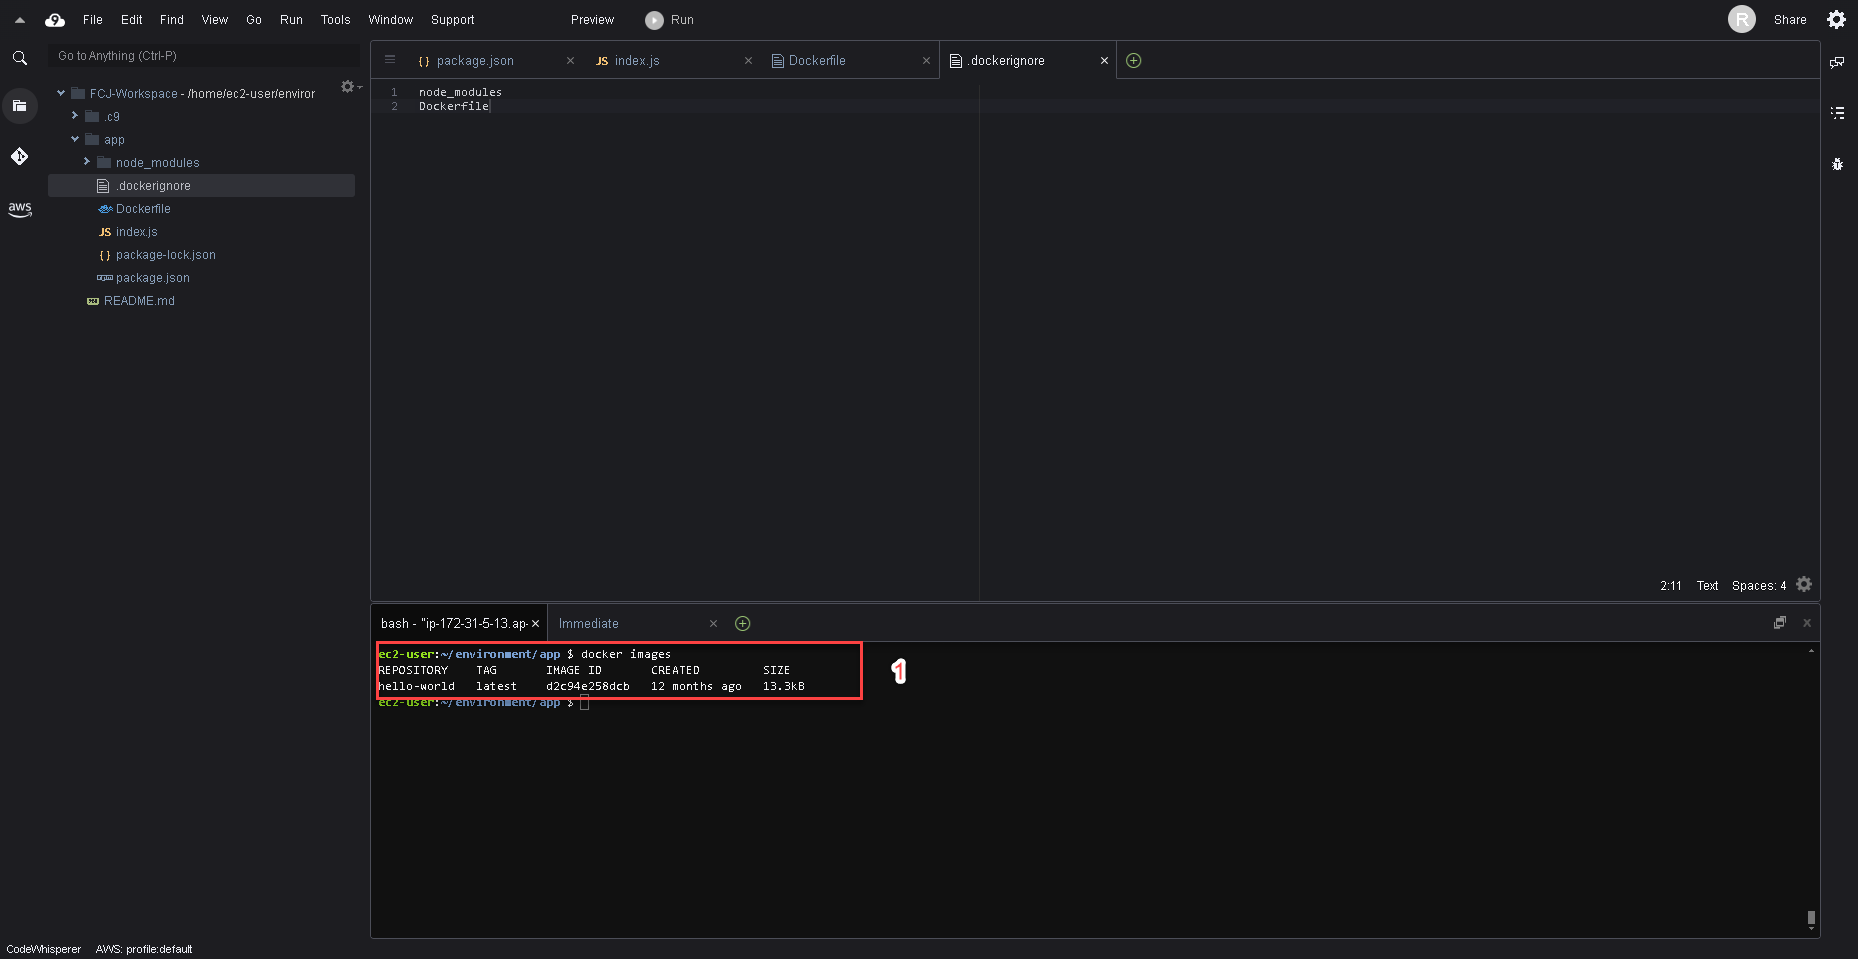 File Edit Find View Go Run Tools Window Support Preview Run R Share
Go to Anything (Ctrl-P)
{} package.json × JS index.js × Dockerfile × .dockerignore ×
FCJ-Workspace - /home/ec2-user/enviror
.c9
app
node_modules
.dockerignore
Dockerfile
JS index.js
{} package-lock.json
package.json
README.md
aws
1 node_modules
2 Dockerfile
2:11 Text Spaces: 4
bash - "ip-172-31-5-13.ap- × Immediate ×
ec2-user:~/environment/app $ docker images
REPOSITORY TAG IMAGE ID CREATED SIZE
hello-world latest d2c94e258dcb 12 months ago 13.3kB
ec2-user:~/environment/app $
1
CodeWhisperer AWS: profile:default